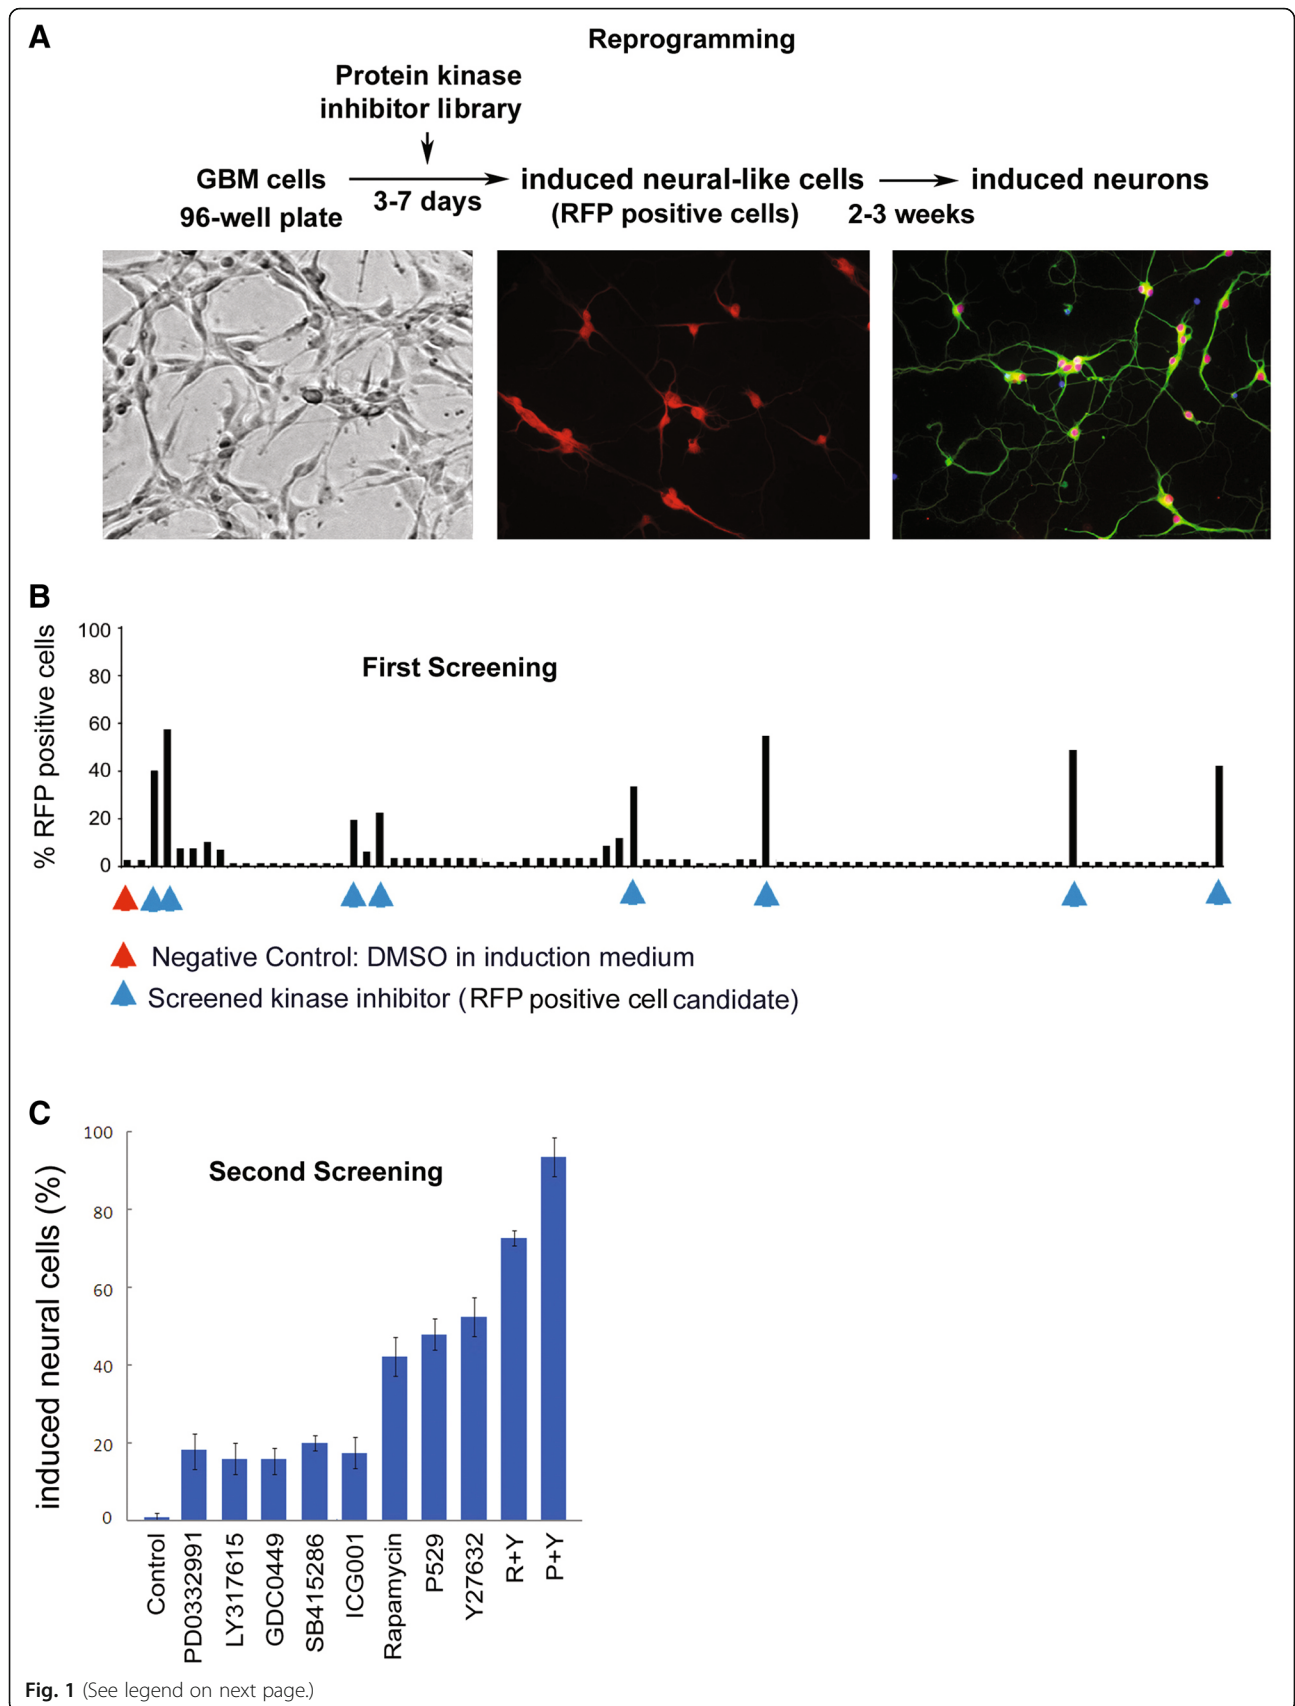 A
Reprogramming
Protein kinase
inhibitor library
GBM cells
96-well plate
3-7 days
induced neural-like cells
(RFP positive cells)
2-3 weeks
induced neurons
B
% RFP positive cells
100
80
60
40
20
0
First Screening
Negative Control: DMSO in induction medium
Screened kinase inhibitor (RFP positive cell candidate)
C
induced neural cells (%)
100
80
60
40
20
0
Second Screening
Control
PD0332991
LY317615
GDC0449
SB415286
ICG001
Rapamycin
P529
Y27632
R+Y
P+Y
Fig. 1 (See legend on next page.)